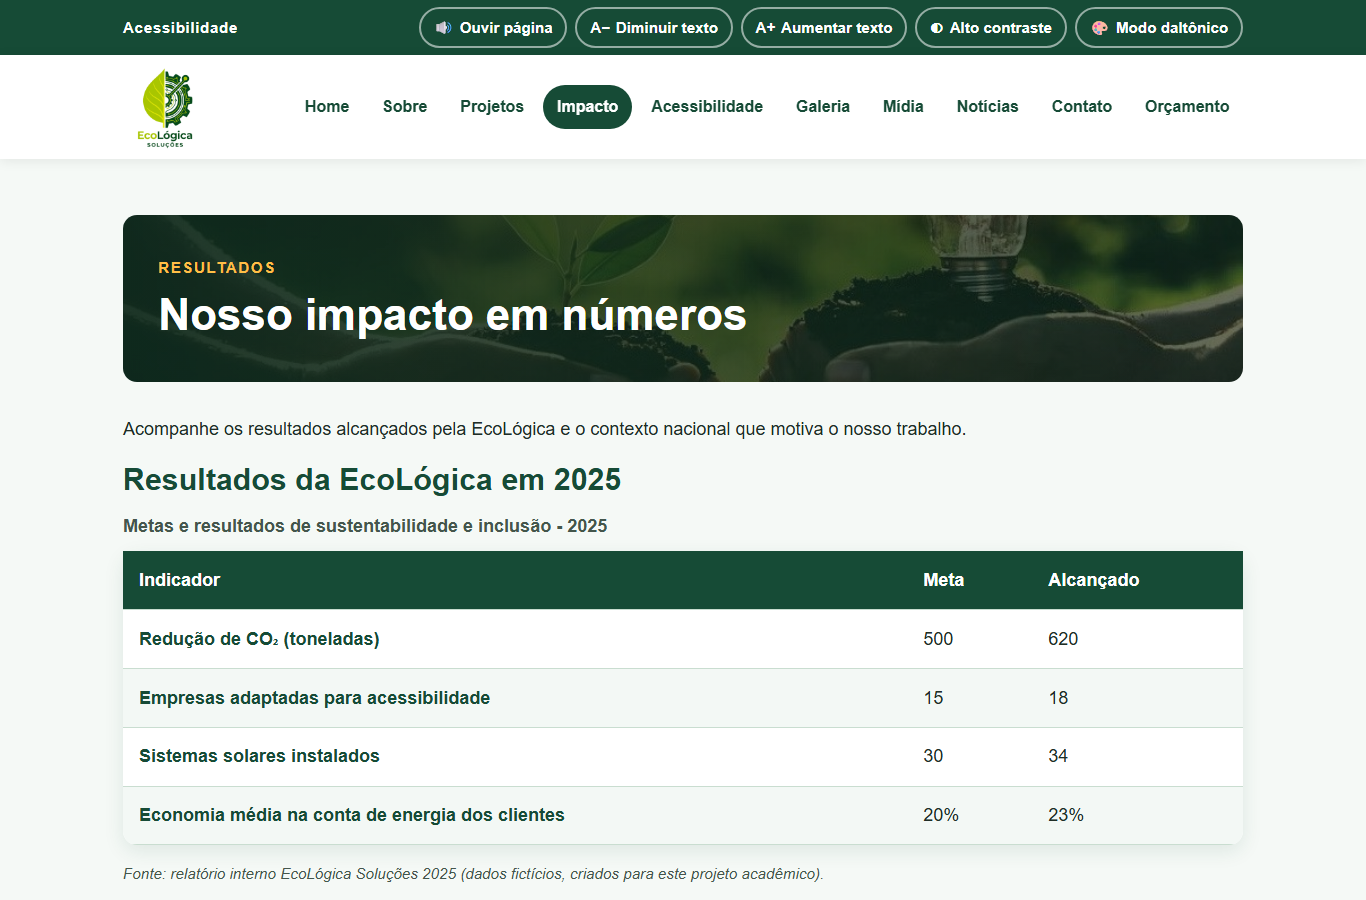 Acessibilidade
Ouvir página
A− Diminuir texto
A+ Aumentar texto
Alto contraste
Modo daltônico
EcoLógica
SOLUÇÕES
Home
Sobre
Projetos
Impacto
Acessibilidade
Galeria
Mídia
Notícias
Contato
Orçamento
RESULTADOS
Nosso impacto em números
Acompanhe os resultados alcançados pela EcoLógica e o contexto nacional que motiva o nosso trabalho.
Resultados da EcoLógica em 2025
Metas e resultados de sustentabilidade e inclusão - 2025
Indicador Meta Alcançado
Redução de CO₂ (toneladas) 500 620
Empresas adaptadas para acessibilidade 15 18
Sistemas solares instalados 30 34
Economia média na conta de energia dos clientes 20% 23%
Fonte: relatório interno EcoLógica Soluções 2025 (dados fictícios, criados para este projeto acadêmico).